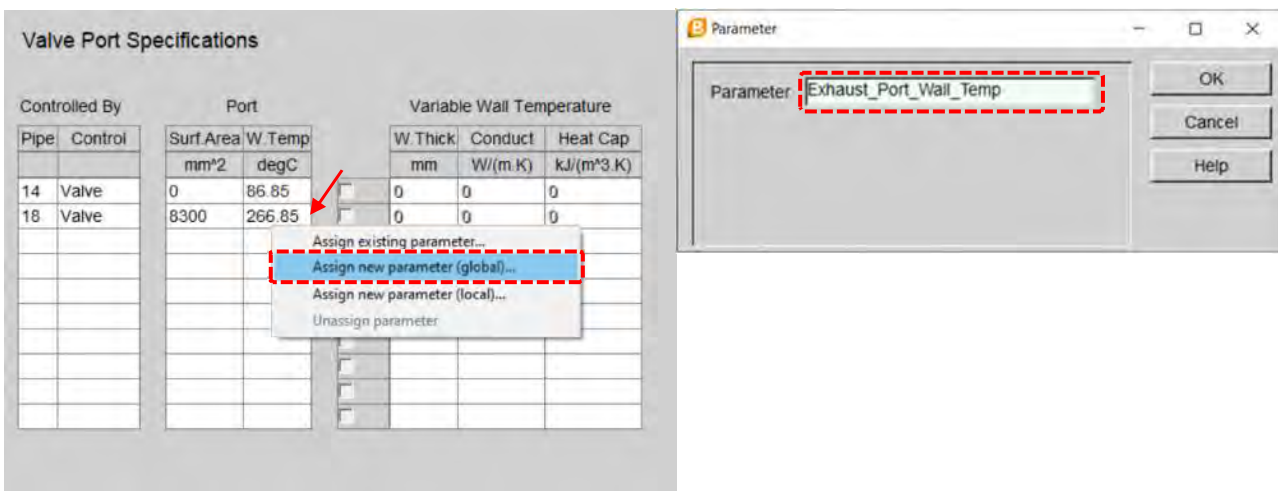 Valve Port Specifications
Controlled By Port Variable Wall Temperature
Pipe Control Surf.Area W.Temp W.Thick Conduct Heat Cap
mm^2 degC mm W/(m.K) kJ/(m^3.K)
14 Valve 0 86.85 0 0 0
18 Valve 8300 266.85 0 0 0
Assign existing parameter...
Assign new parameter (global)...
Assign new parameter (local)...
Unassign parameter
Parameter
Parameter Exhaust_Port_Wall_Temp
OK
Cancel
Help